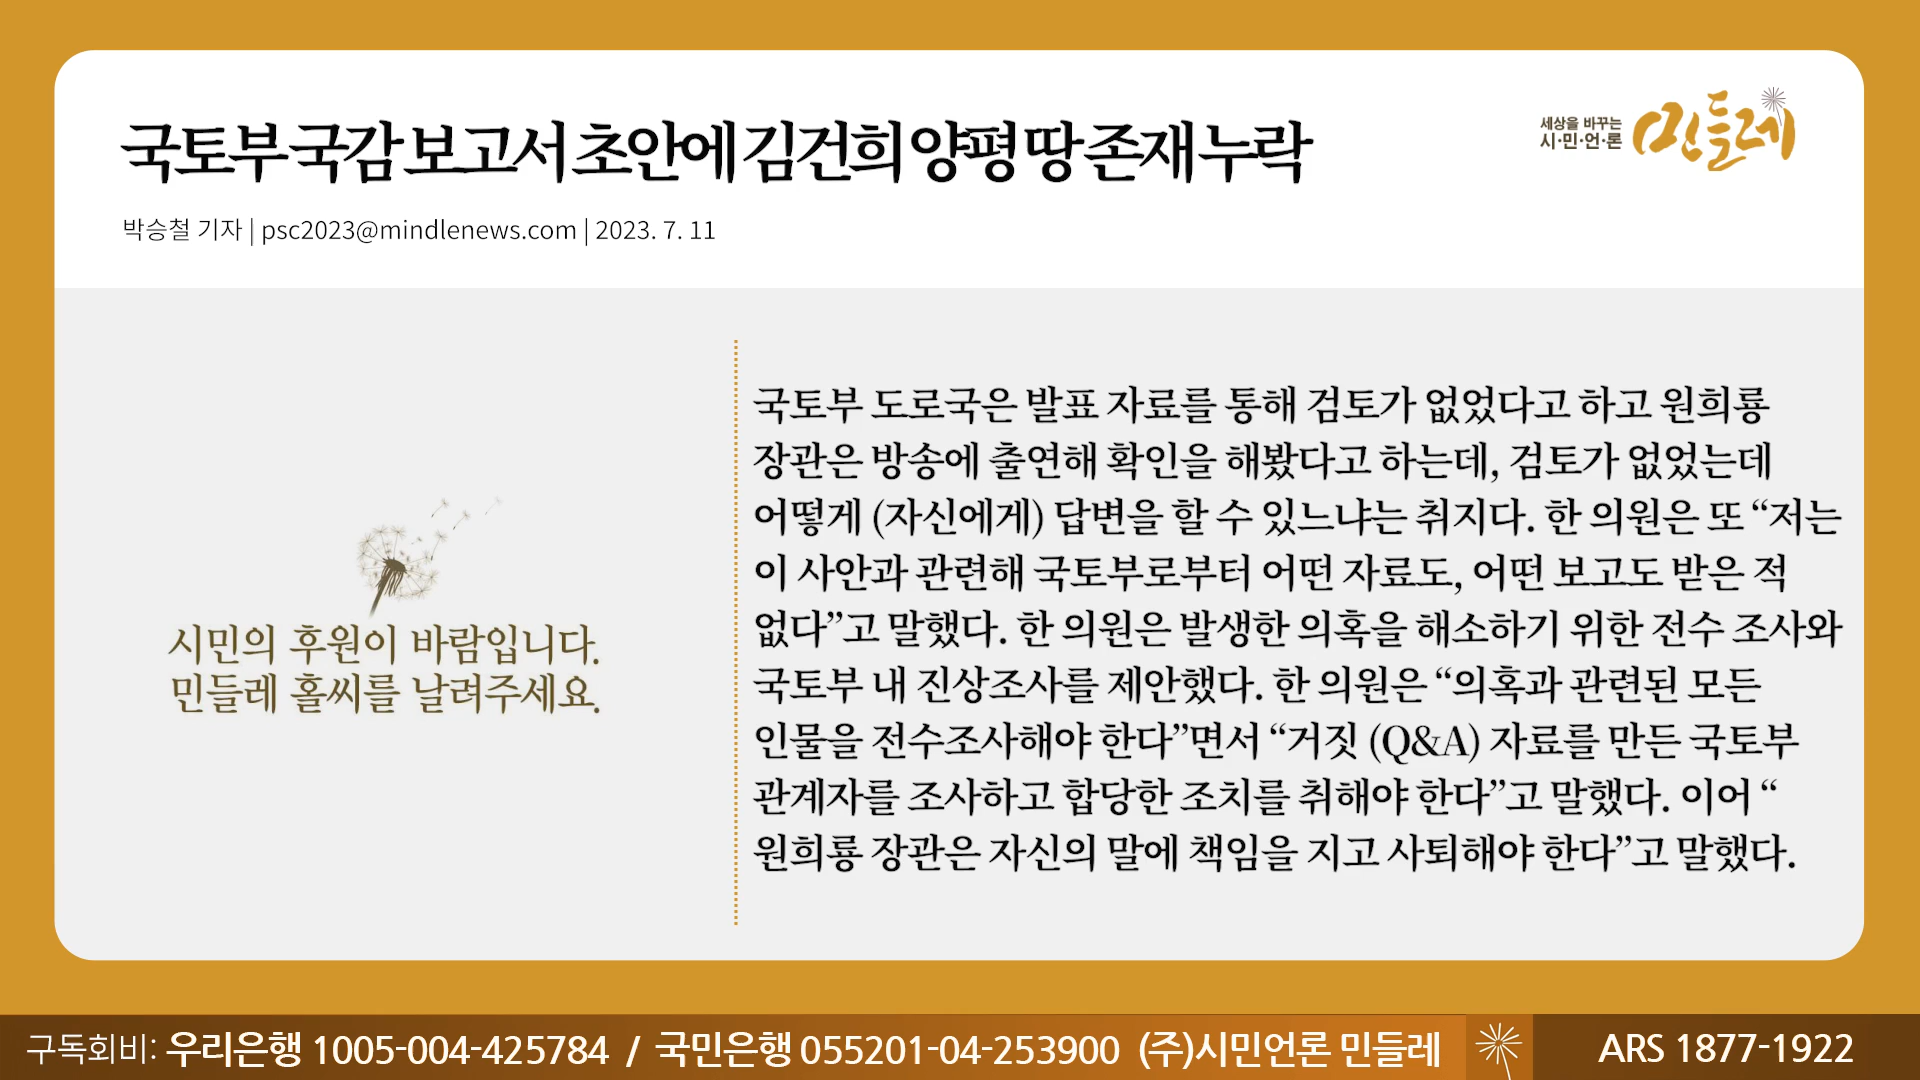 국토부 국감 보고서 초안에 김건희 양평 땅 존재 누락
세상을 바꾸는
시·민·언·론
민들레
박승철 기자 | psc2023@mindlenews.com | 2023. 7. 11
시민의 후원이 바람입니다.
민들레 홀씨를 날려주세요.
국토부 도로국은 발표 자료를 통해 검토가 없었다고 하고 원희룡
장관은 방송에 출연해 확인을 해봤다고 하는데, 검토가 없었는데
어떻게 (자신에게) 답변을 할 수 있느냐는 취지다. 한 의원은 또 “저는
이 사안과 관련해 국토부로부터 어떤 자료도, 어떤 보고도 받은 적
없다”고 말했다. 한 의원은 발생한 의혹을 해소하기 위한 전수 조사와
국토부 내 진상조사를 제안했다. 한 의원은 “의혹과 관련된 모든
인물을 전수조사해야 한다”면서 “거짓 (Q&A) 자료를 만든 국토부
관계자를 조사하고 합당한 조치를 취해야 한다”고 말했다. 이어 “
원희룡 장관은 자신의 말에 책임을 지고 사퇴해야 한다”고 말했다.
구독회비: 우리은행 1005-004-425784 / 국민은행 055201-04-253900 (주)시민언론 민들레
ARS 1877-1922